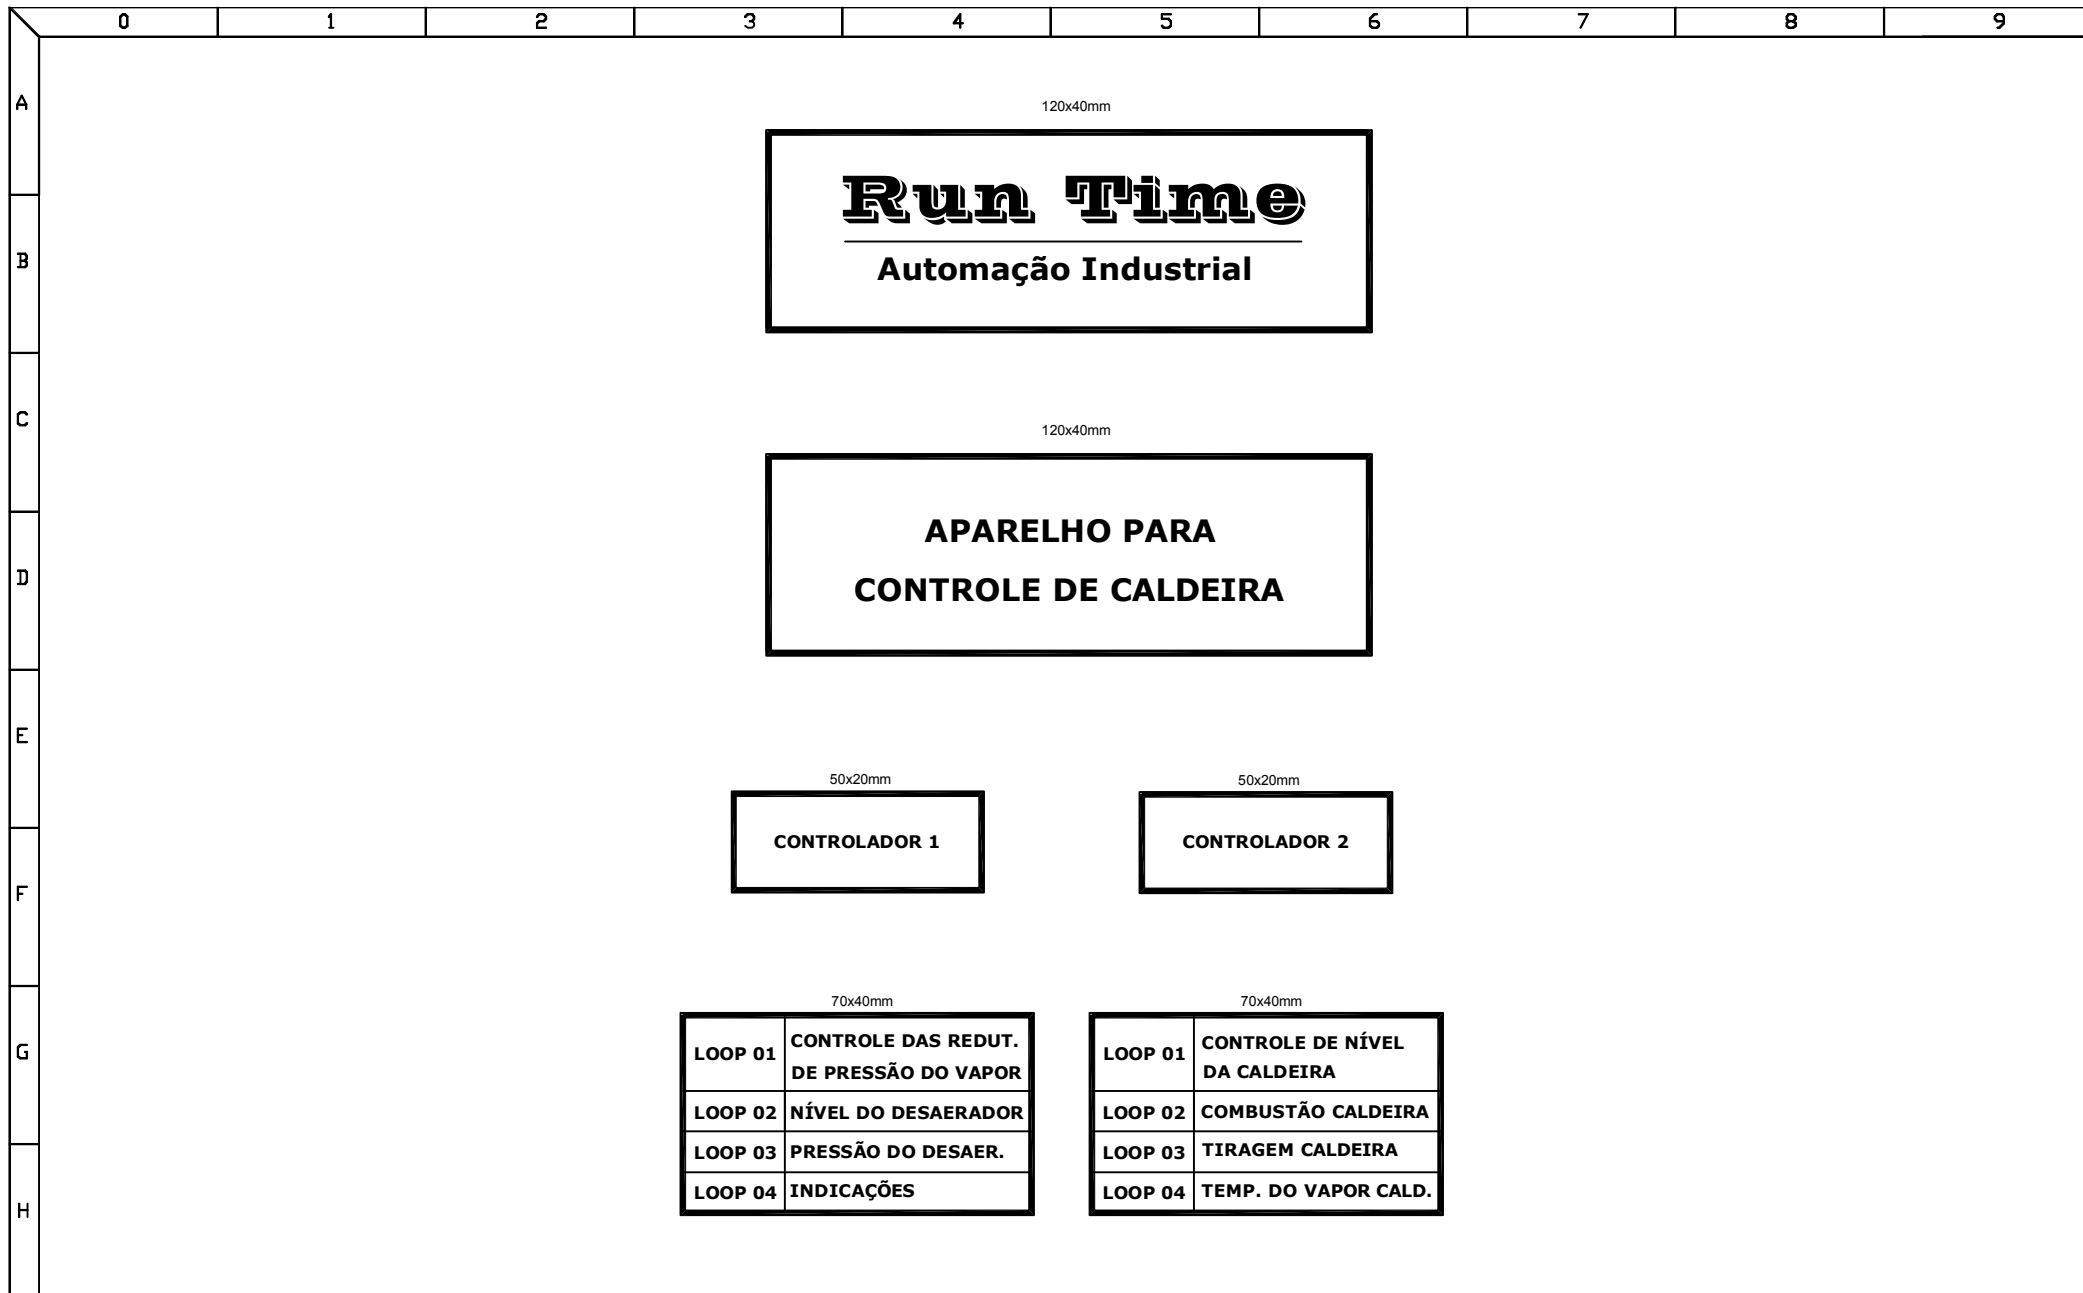 0 1 2 3 4 5 6 7 8 9
A
120x40mm
Run Time
B
Automação Industrial
C
120x40mm
APARELHO PARA
D
CONTROLE DE CALDEIRA
E
50x20mm 50x20mm
CONTROLADOR 1 CONTROLADOR 2
F
70x40mm 70x40mm
G
LOOP 01 CONTROLE DAS REDUT.
DE PRESSÃO DO VAPOR
LOOP 02 NÍVEL DO DESAERADOR
LOOP 03 PRESSÃO DO DESAER.
LOOP 04 INDICAÇÕES
LOOP 01 CONTROLE DE NÍVEL
DA CALDEIRA
LOOP 02 COMBUSTÃO CALDEIRA
LOOP 03 TIRAGEM CALDEIRA
LOOP 04 TEMP. DO VAPOR CALD.
H